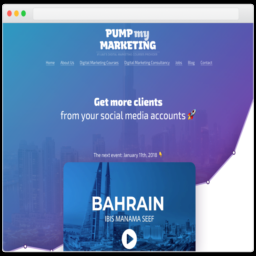 PUMP my
MARKETING
Home About Us Digital Marketing Courses Digital Marketing Consultancy Jobs Blog Contact
Get more clients
from your social media accounts 🚀
The next event: January 11th, 2019 👇
BAHRAIN
IBIS MANAMA SEEF